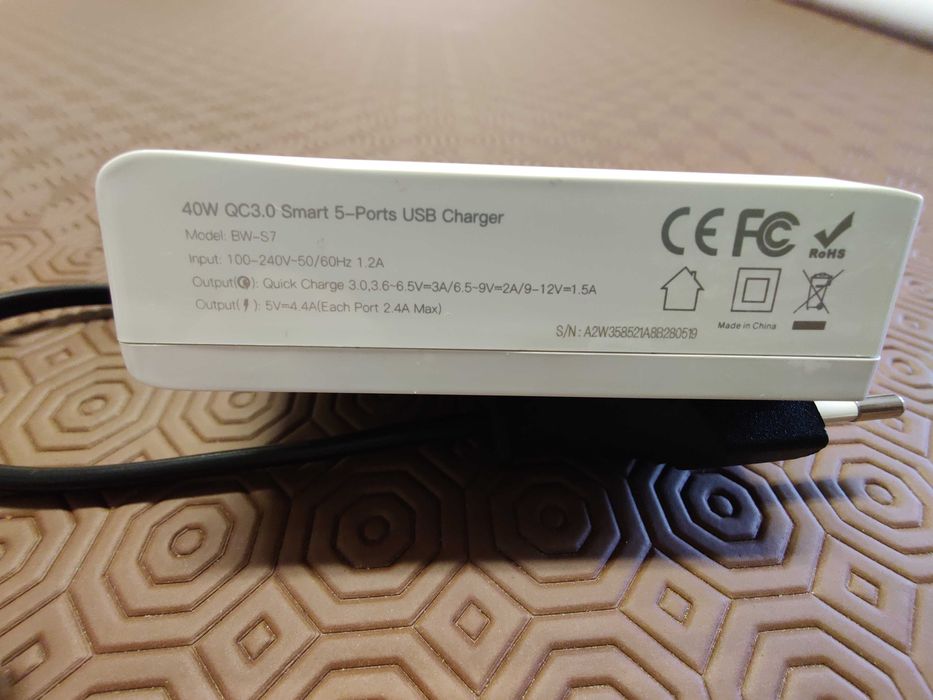 40W QC3.0 Smart 5-Ports USB Charger
Model: BW-S7
Input: 100-240V~50/60Hz 1.2A
Output( ): Quick Charge 3.0,3.6~6.5V=3A/6.5~9V=2A/9~12V=1.5A
Output( ): 5V=4.4A(Each Port 2.4A Max)
S/N : A2W358521A8B280519
CE FC
RoHS
Made in China